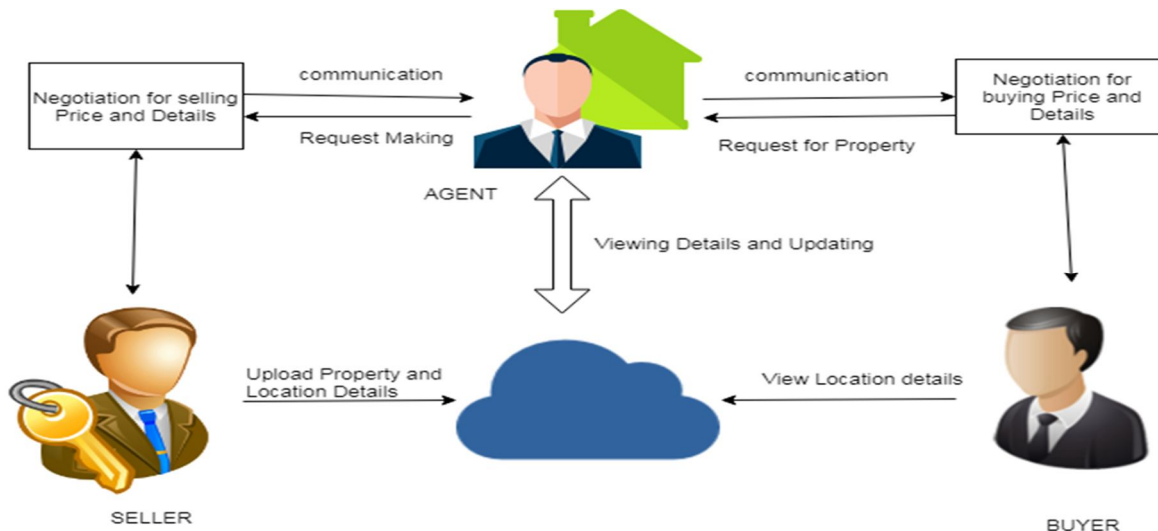 communication
communication
Negotiation for selling
Price and Details
Negotiation for
buying Price and
Details
Request Making
Request for Property
AGENT
Viewing Details and Updating
Upload Property and
Location Details
View Location details
SELLER
BUYER